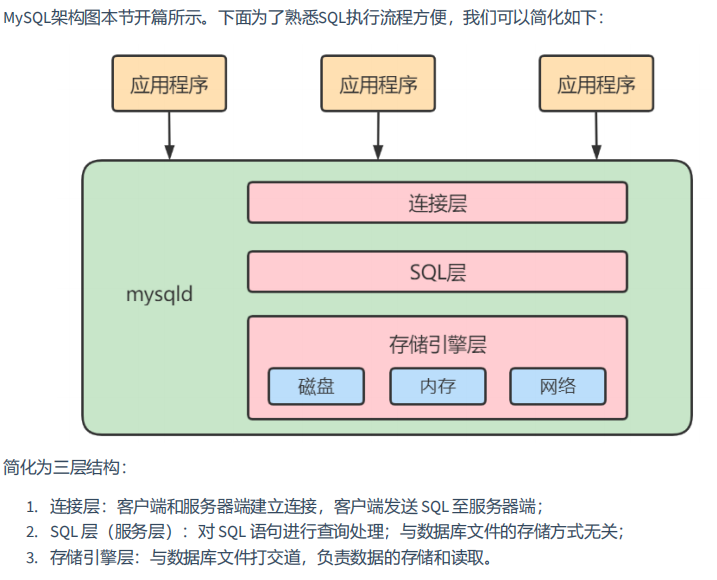 MySQL架构图本节开篇所示。下面为了熟悉SQL执行流程方便，我们可以简化如下：
应用程序 应用程序 应用程序
连接层
SQL层
mysqld
存储引擎层
磁盘 内存 网络
简化为三层结构：
1. 连接层：客户端和服务器端建立连接，客户端发送 SQL 至服务器端；
2. SQL 层（服务层）：对 SQL 语句进行查询处理；与数据库文件的存储方式无关；
3. 存储引擎层：与数据库文件打交道，负责数据的存储和读取。